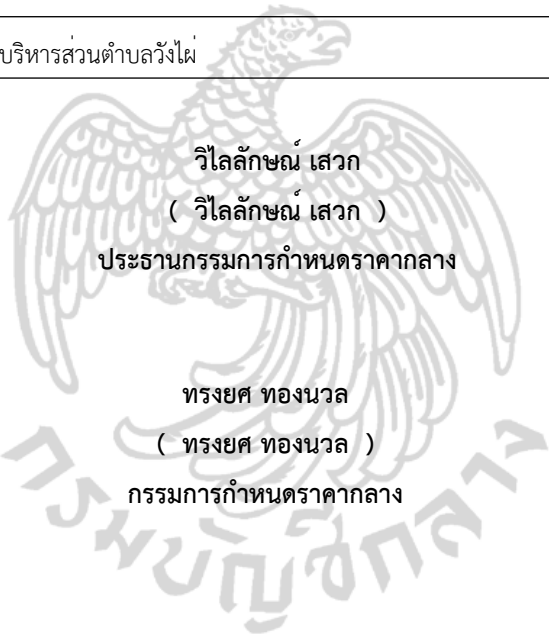 บริหารส่วนตำบลวังไผ่
วิไลลักษณ์ เสวก
( วิไลลักษณ์ เสวก )
ประธานกรรมการกำหนดราคากลาง
ทรงยศ ทองนวล
( ทรงยศ ทองนวล )
กรรมการกำหนดราคากลาง
กรมบัญชีกลาง